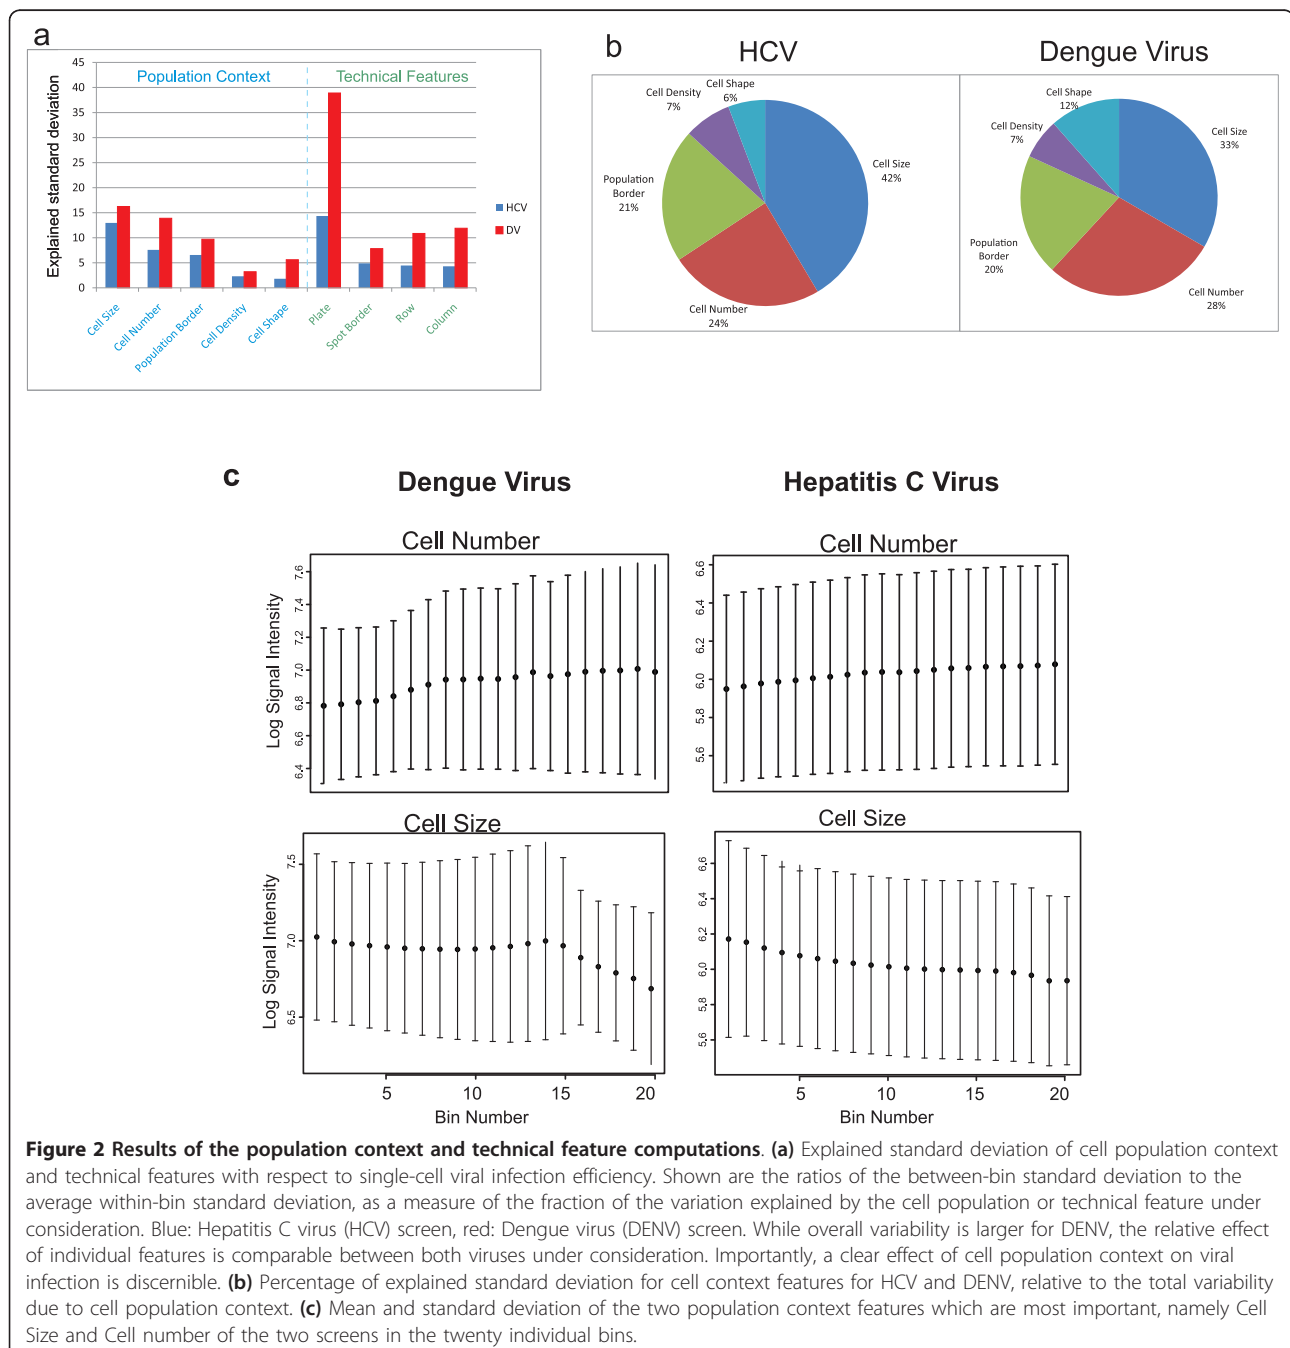 a
Population Context
Technical Features
Explained standard deviation
45
40
35
30
25
20
15
10
5
0
Cell Size
Cell Number
Population Border
Cell Density
Cell Shape
Plate
Spot Border
Row
Column
HCV
DV
b
HCV
Cell Shape
6%
Cell Density
7%
Population
Border
21%
Cell Size
42%
Cell Number
24%
Dengue Virus
Cell Shape
12%
Cell Density
7%
Population
Border
20%
Cell Size
33%
Cell Number
28%
c
Dengue Virus
Hepatitis C Virus
Cell Number
Log Signal Intensity
7.6
7.4
7.2
7.0
6.8
6.6
6.4
Cell Number
6.6
6.4
6.2
6.0
5.8
5.6
Cell Size
Log Signal Intensity
7.5
7.0
6.5
5
10
15
20
Bin Number
Cell Size
6.6
6.4
6.2
6.0
5.8
5.6
5
10
15
20
Bin Number
Figure 2 Results of the population context and technical feature computations. (a) Explained standard deviation of cell population context
and technical features with respect to single-cell viral infection efficiency. Shown are the ratios of the between-bin standard deviation to the
average within-bin standard deviation, as a measure of the fraction of the variation explained by the cell population or technical feature under
consideration. Blue: Hepatitis C virus (HCV) screen, red: Dengue virus (DENV) screen. While overall variability is larger for DENV, the relative effect
of individual features is comparable between both viruses under consideration. Importantly, a clear effect of cell population context on viral
infection is discernible. (b) Percentage of explained standard deviation for cell context features for HCV and DENV, relative to the total variability
due to cell population context. (c) Mean and standard deviation of the two population context features which are most important, namely Cell
Size and Cell number of the two screens in the twenty individual bins.